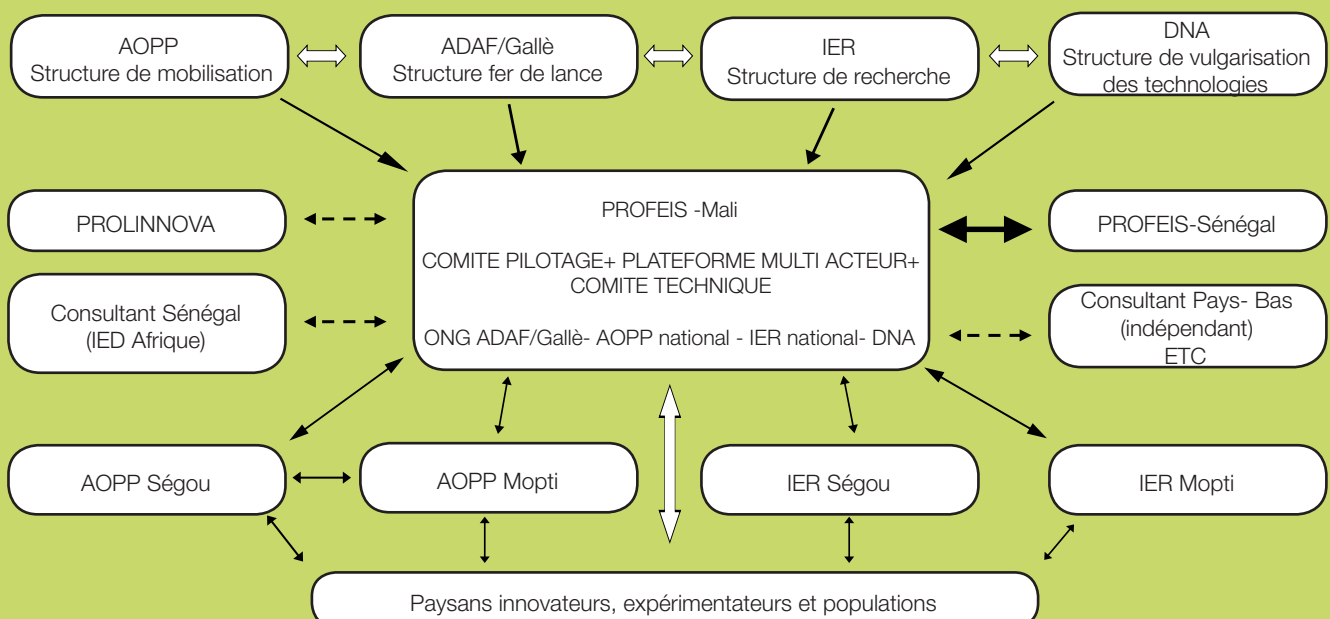 AOPP
Structure de mobilisation
ADAF/Gallè
Structure fer de lance
IER
Structure de recherche
DNA
Structure de vulgarisation
des technologies
PROLINNOVA
PROFEIS -Mali
COMITE PILOTAGE+ PLATEFORME MULTI ACTEUR+
COMITE TECHNIQUE
ONG ADAF/Gallè- AOPP national - IER national- DNA
PROFEIS-Sénégal
Consultant Sénégal
(IED Afrique)
Consultant Pays- Bas
(indépendant)
ETC
AOPP Ségou
AOPP Mopti
IER Ségou
IER Mopti
Paysans innovateurs, expérimentateurs et populations